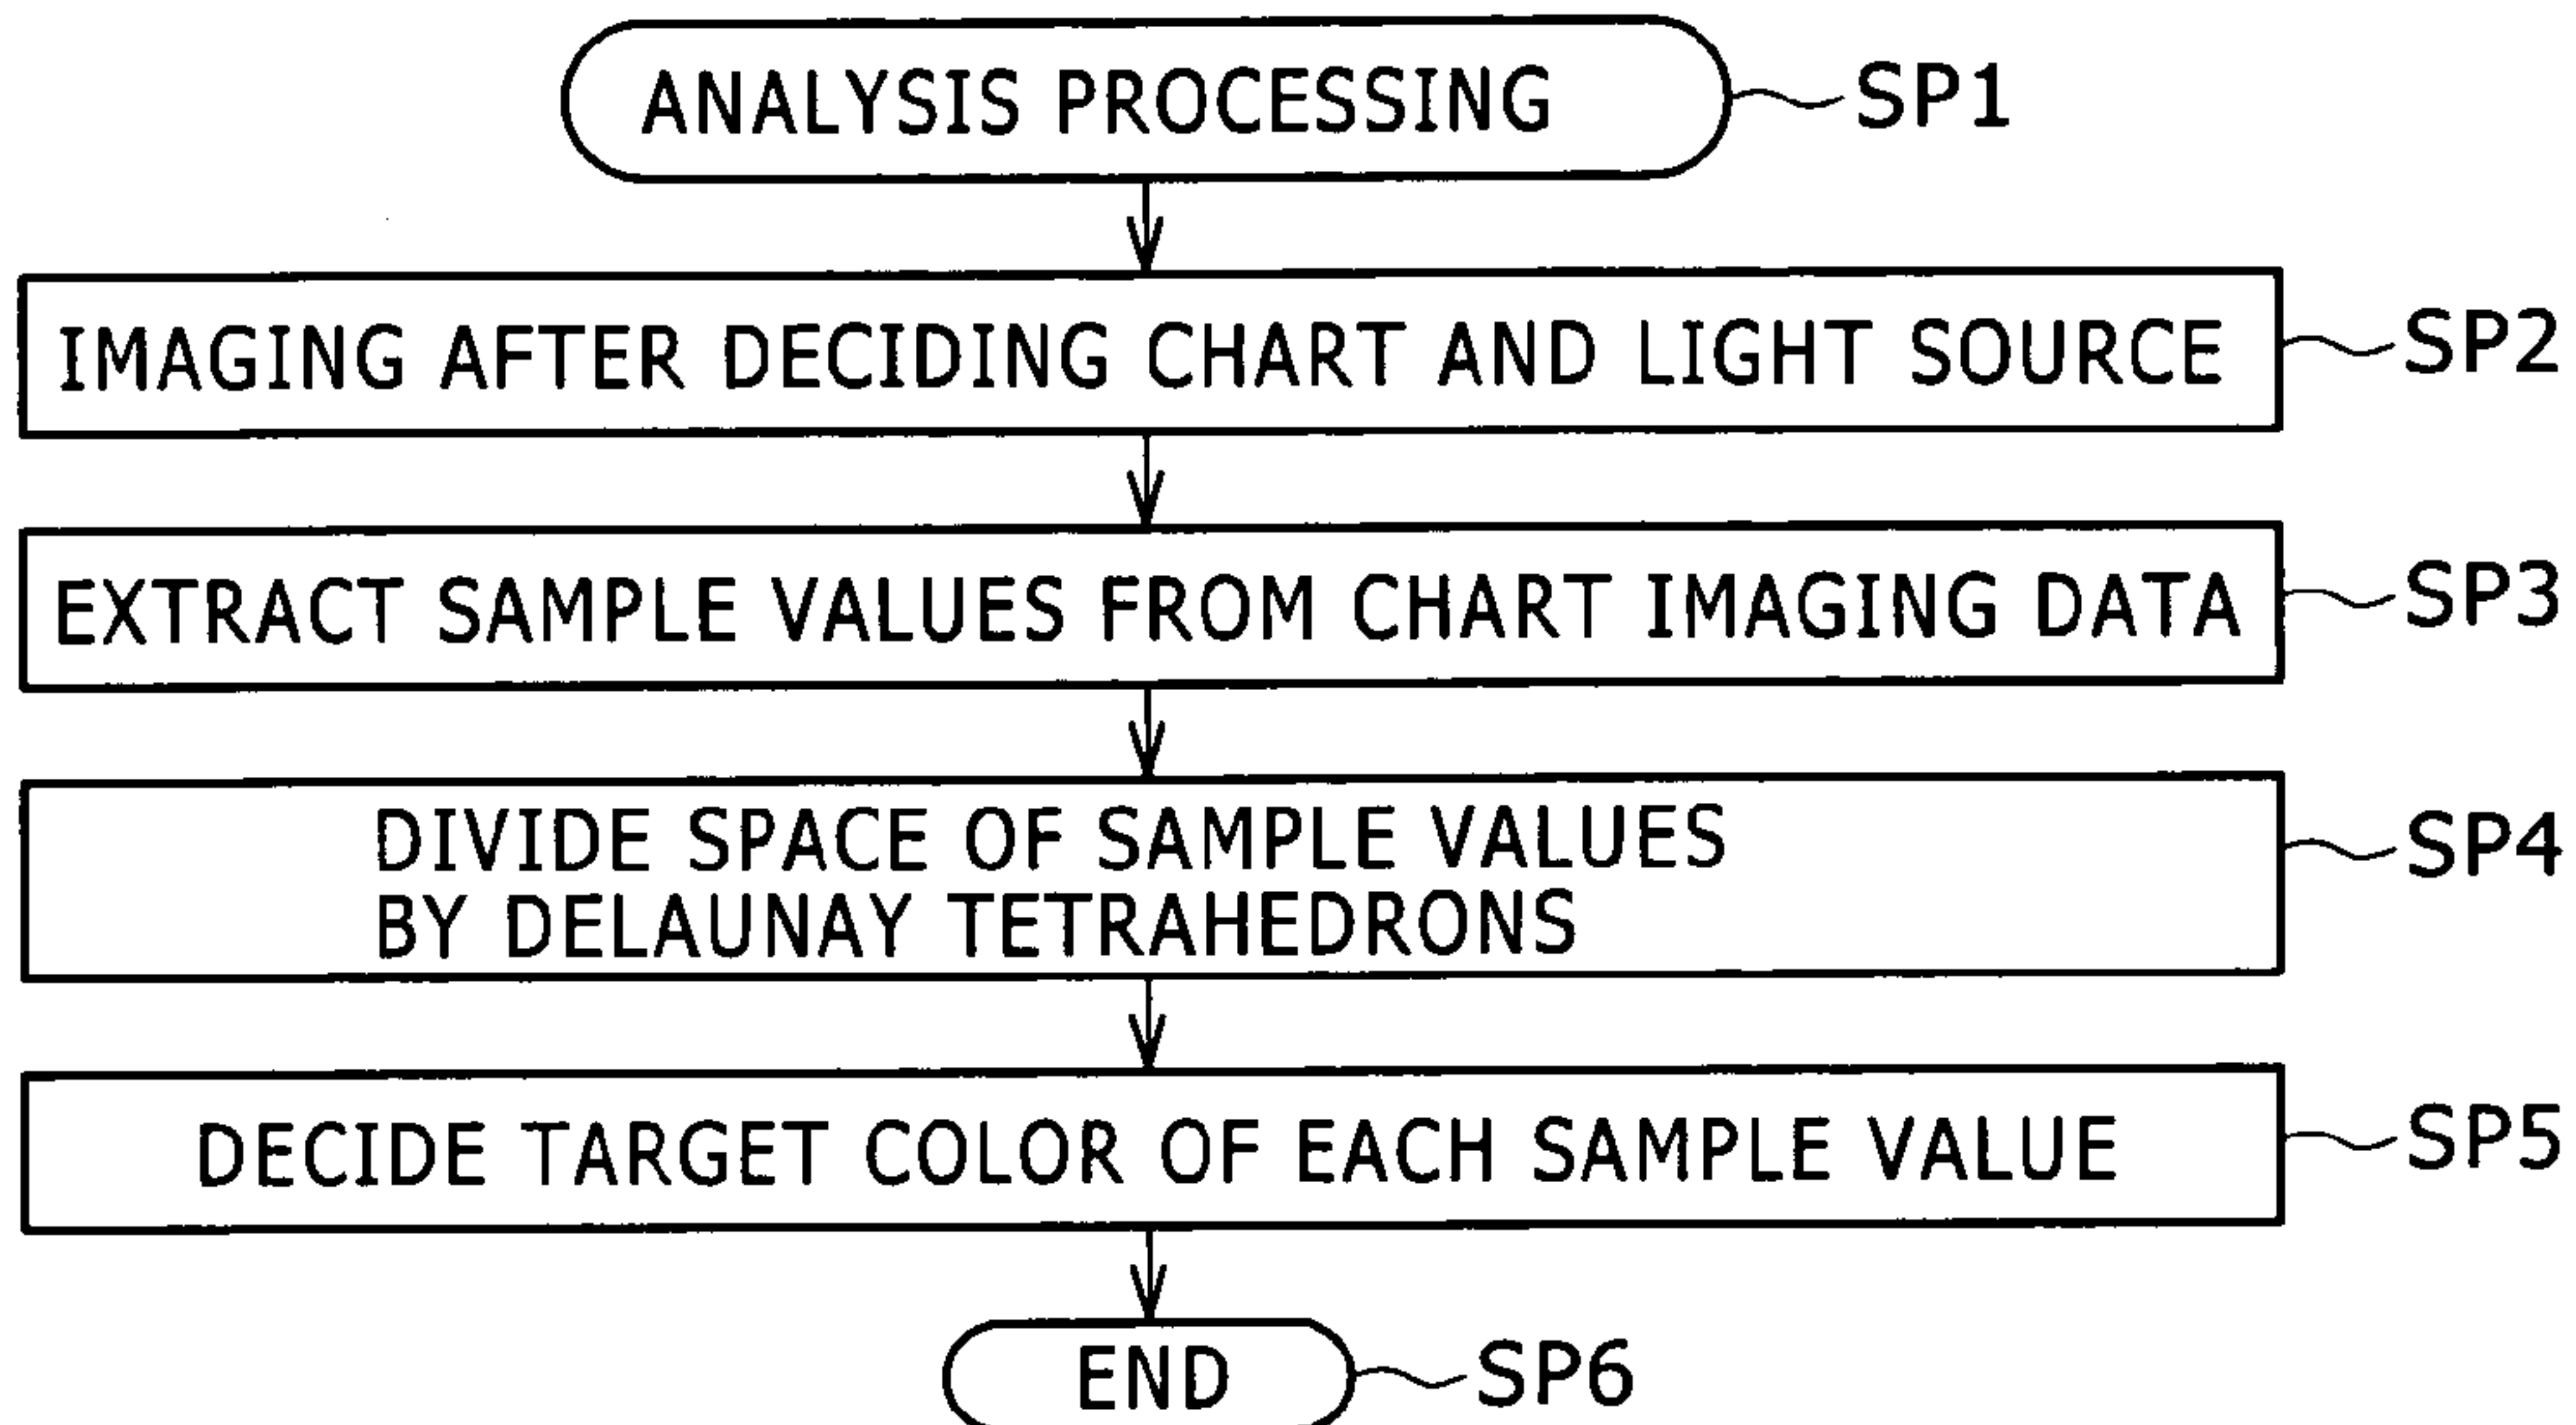 ANALYSIS PROCESSING
SP1
IMAGING AFTER DECIDING CHART AND LIGHT SOURCE
SP2
EXTRACT SAMPLE VALUES FROM CHART IMAGING DATA
SP3
DIVIDE SPACE OF SAMPLE VALUES
BY DELAUNAY TETRAHEDRONS
SP4
DECIDE TARGET COLOR OF EACH SAMPLE VALUE
SP5
END
SP6